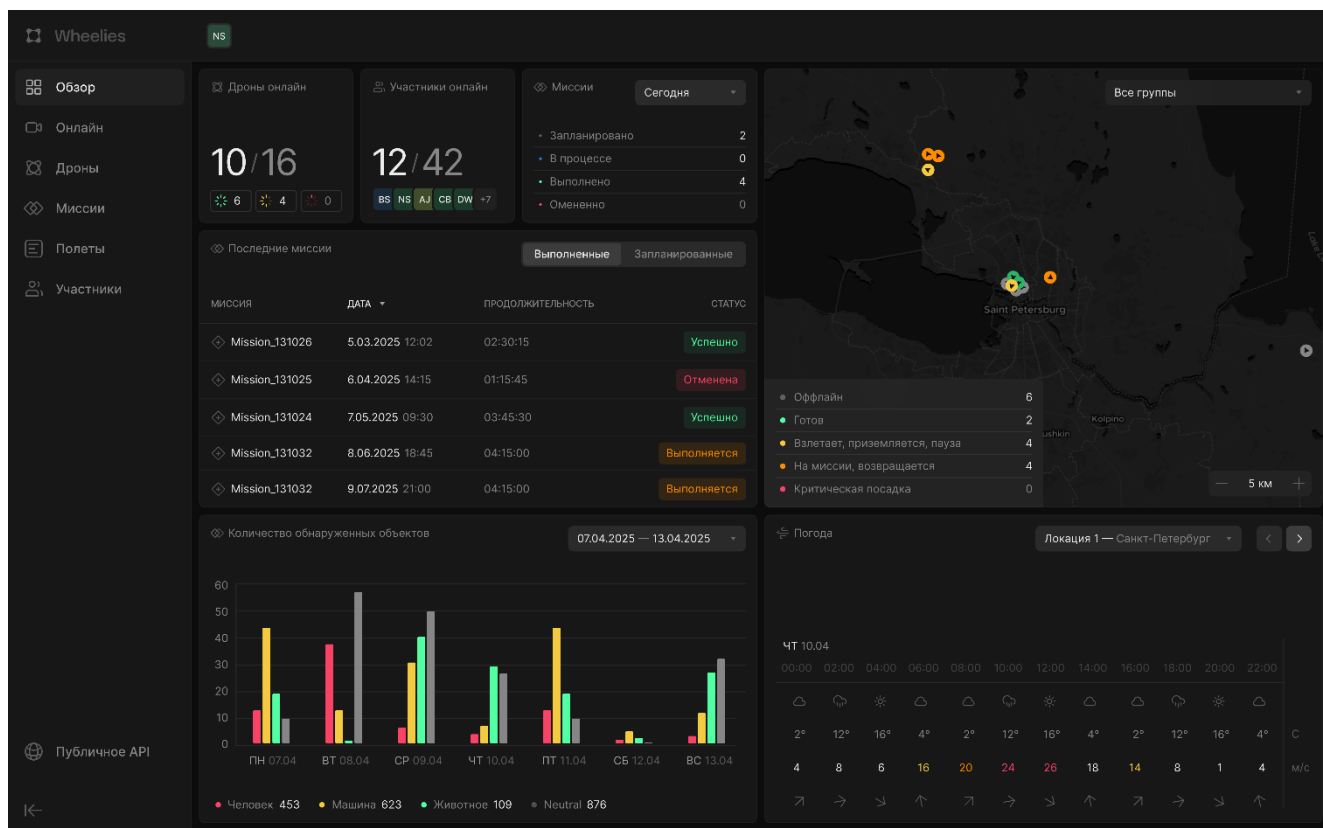 Wheelies
NS
Обзор
Онлайн
Дроны
Миссии
Полеты
Участники
Публичное API
Дроны онлайн
10/16
6 4 0
Участники онлайн
12/42
BS NS AJ CB DW +7
Миссии
Сегодня
Запланировано 2
В процессе 0
Выполнено 4
Омененно 0
Последние миссии
Выполненные Запланированные
МИССИЯ ДАТА ПРОДОЛЖИТЕЛЬНОСТЬ СТАТУС
Mission_131026 5.03.2025 12:02 02:30:15 Успешно
Mission_131025 6.04.2025 14:15 01:15:45 Отменена
Mission_131024 7.05.2025 09:30 03:45:30 Успешно
Mission_131032 8.06.2025 18:45 04:15:00 Выполняется
Mission_131032 9.07.2025 21:00 04:15:00 Выполняется
Все группы
Saint Petersburg
Kolpino
ushkin
Оффлайн 6
Готов 2
Взлетает, приземляется, пауза 4
На миссии, возвращается 4
Критическая посадка 0
5 км
Количество обнаруженных объектов
07.04.2025 — 13.04.2025
60
50
40
30
20
10
0
ПН 07.04 ВТ 08.04 СР 09.04 ЧТ 10.04 ПТ 11.04 СБ 12.04 ВС 13.04
Человек 453 Машина 623 Животное 109 Neutral 876
Погода
Локация 1 — Санкт-Петербург
ЧТ 10.04
00:00 02:00 04:00 06:00 08:00 10:00 12:00 14:00 16:00 18:00 20:00 22:00
2° 12° 16° 4° 2° 12° 16° 4° 2° 12° 16° 4° С
4 8 6 16 20 24 26 18 14 8 1 4 м/с